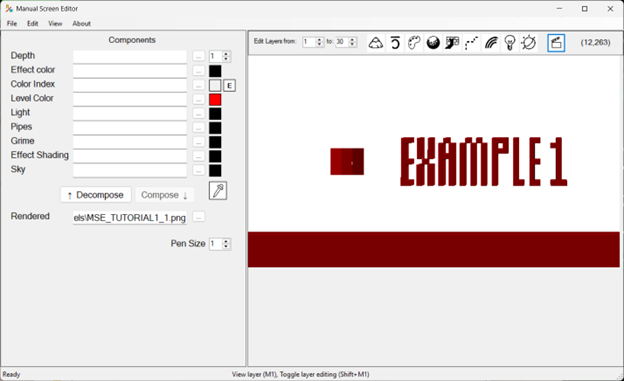 Manual Screen Editor
File Edit View About
Components
Depth ... 1
Effect color ...
Color Index ... E
Level Color ...
Light ...
Pipes ...
Grime ...
Effect Shading ...
Sky ...
↑ Decompose Compose ↓
Rendered els\MSE_TUTORIAL1_1.png ...
Pen Size 1
Edit Layers from: 1 to: 30 (12,263)
EXAMPLE1
Ready View layer (M1), Toggle layer editing (Shift+M1)